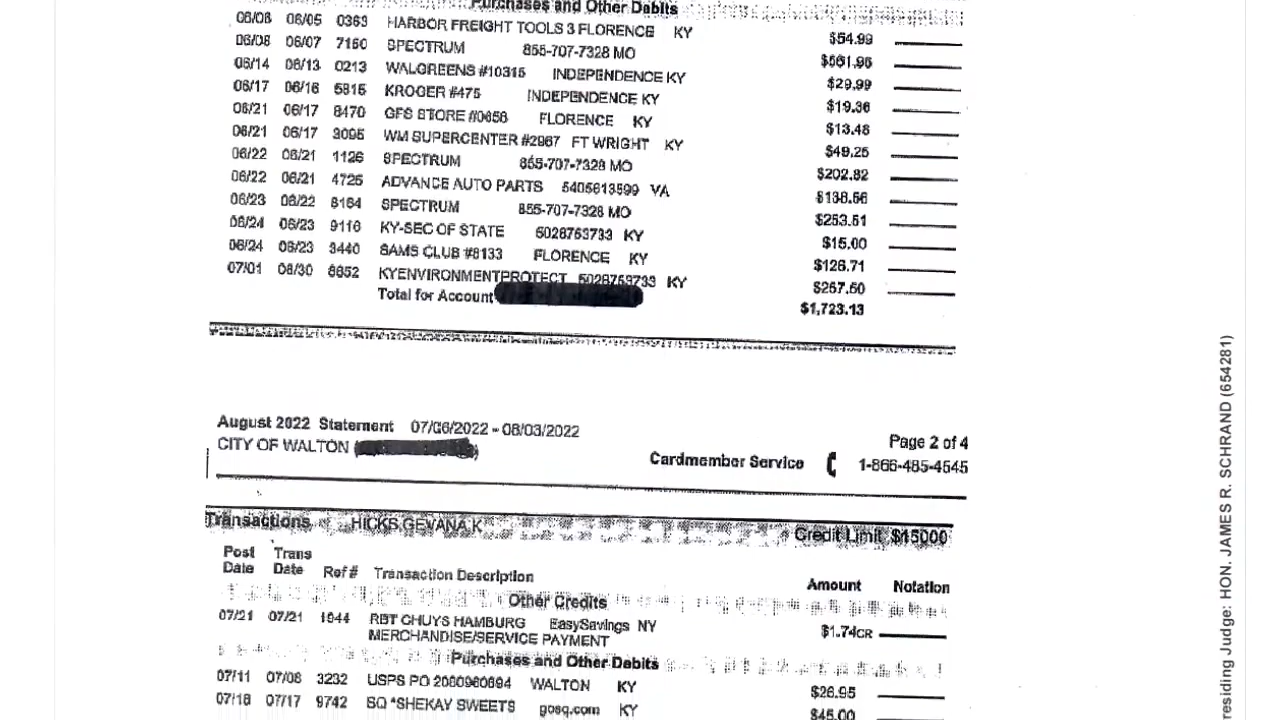 Purchases and Other Debits
06/08 06/05 0363 HARBOR FREIGHT TOOLS 3 FLORENCE KY $54.99
06/08 06/07 7150 SPECTRUM 855-707-7328 MO $561.96
06/14 06/13 0213 WALGREENS #10315 INDEPENDENCE KY $29.99
06/17 06/16 5815 KROGER #475 INDEPENDENCE KY $19.36
06/21 06/17 8470 GFS STORE #0658 FLORENCE KY $13.48
06/21 06/17 3095 WM SUPERCENTER #2967 FT WRIGHT KY $49.25
06/22 06/21 1126 SPECTRUM 855-707-7328 MO $202.82
06/22 06/21 4725 ADVANCE AUTO PARTS 5405613599 VA $138.56
06/23 06/22 8164 SPECTRUM 855-707-7328 MO $253.51
06/24 06/23 9116 KY-SEC OF STATE 5028753733 KY $15.00
06/24 06/23 3440 SAMS CLUB #8133 FLORENCE KY $126.71
07/01 06/30 8652 KYENVIRONMENTPROTECT 5028753733 KY $257.50
Total for Account $1,723.13
August 2022 Statement 07/06/2022 - 08/03/2022
CITY OF WALTON
Page 2 of 4
Cardmember Service 1-866-485-4545
Transactions HICKS,GEVANA K Credit Limit $15000
Post Date Trans Date Ref # Transaction Description Amount Notation
Other Credits
07/21 07/21 1044 RBT CHUYS HAMBURG EasySavings NY $1.74CR
MERCHANDISE/SERVICE PAYMENT
Purchases and Other Debits
07/11 07/08 3232 USPS PO 2080960694 WALTON KY $26.95
07/18 07/17 9742 SQ *SHEKAY SWEETS gosq.com KY $45.00
residing Judge: HON. JAMES R. SCHRAND (654281)